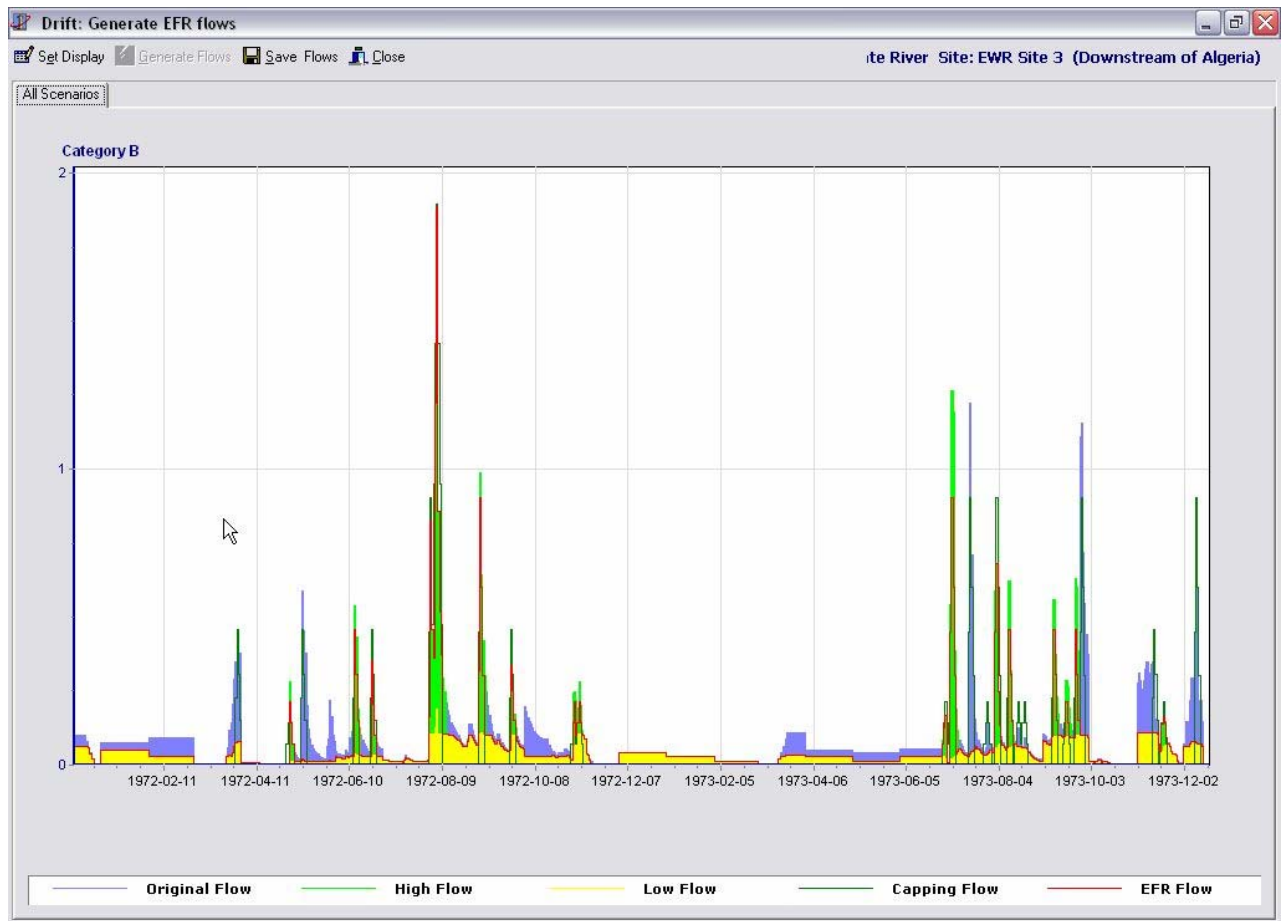 Drift: Generate EFR flows
Set Display Generate Flows Save Flows Close
te River Site: EWR Site 3 (Downstream of Algeria)
All Scenarios
Category B
2
1
0
1972-02-11 1972-04-11 1972-06-10 1972-08-09 1972-10-08 1972-12-07 1973-02-05 1973-04-06 1973-06-05 1973-08-04 1973-10-03 1973-12-02
Original Flow High Flow Low Flow Capping Flow EFR Flow